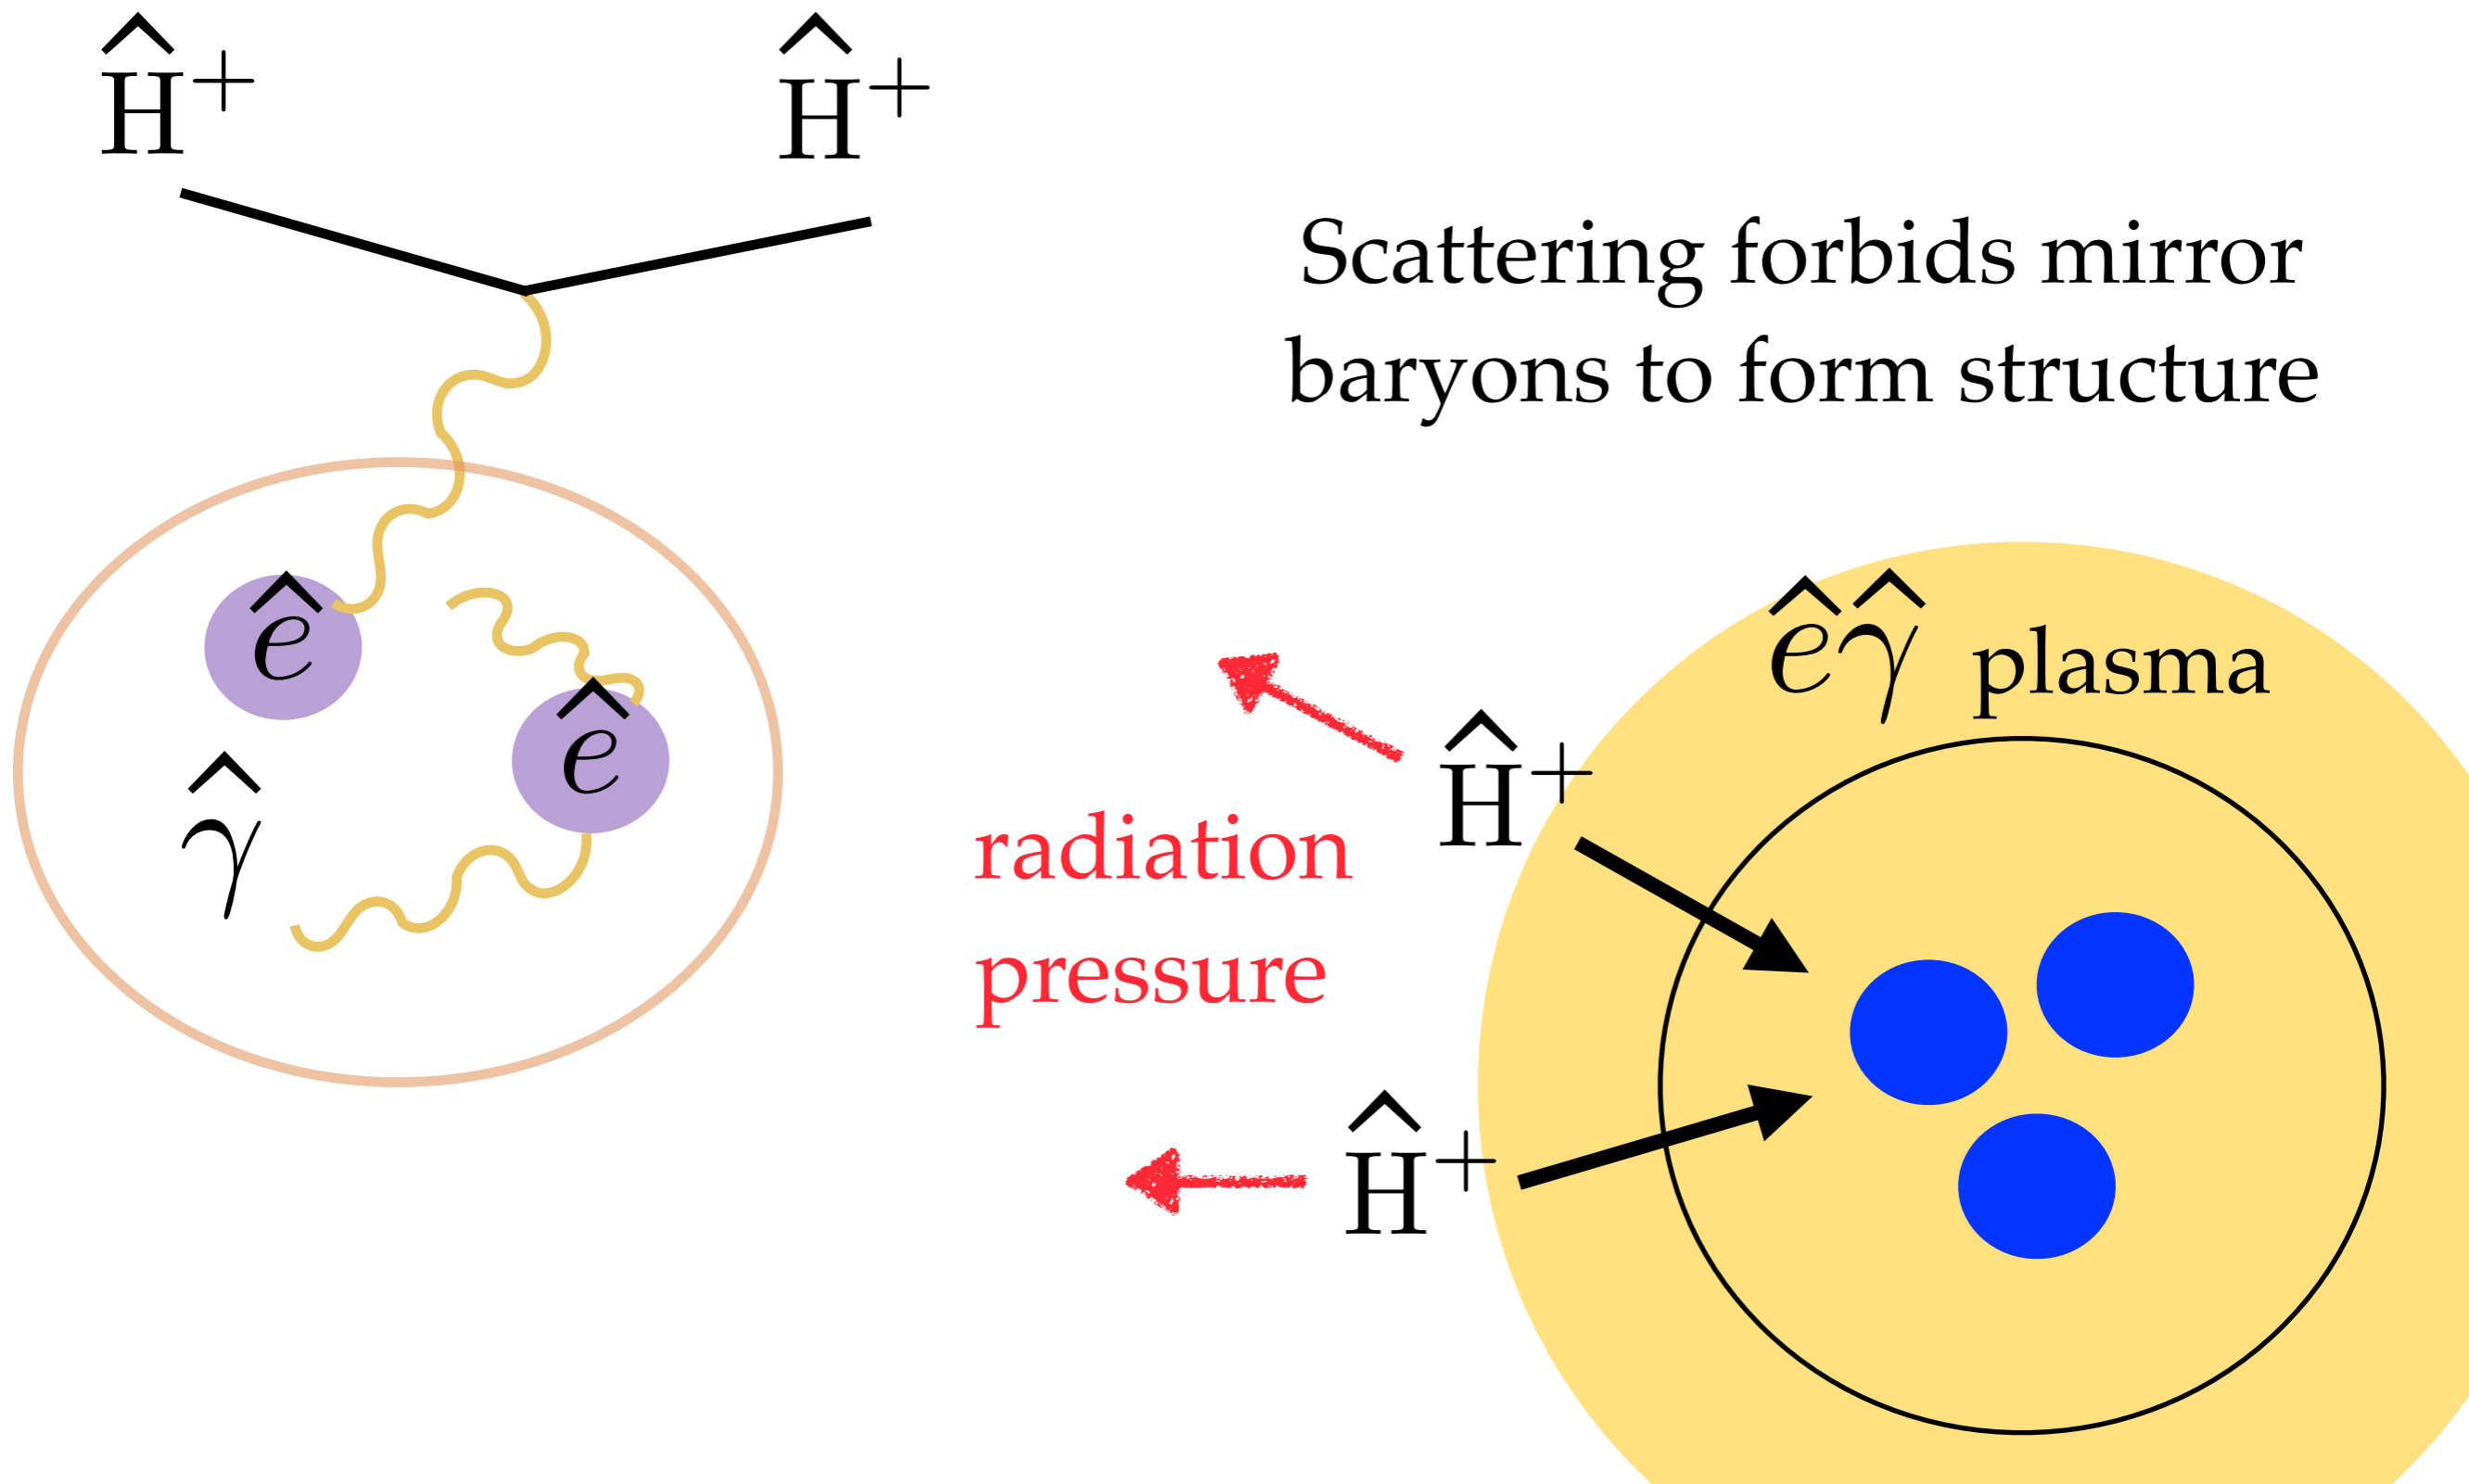 Ĥ⁺ Ĥ⁺
Scattering forbids mirror
baryons to form structure
ê
ê
γ̂
êγ̂ plasma
Ĥ⁺
radiation
pressure
Ĥ⁺